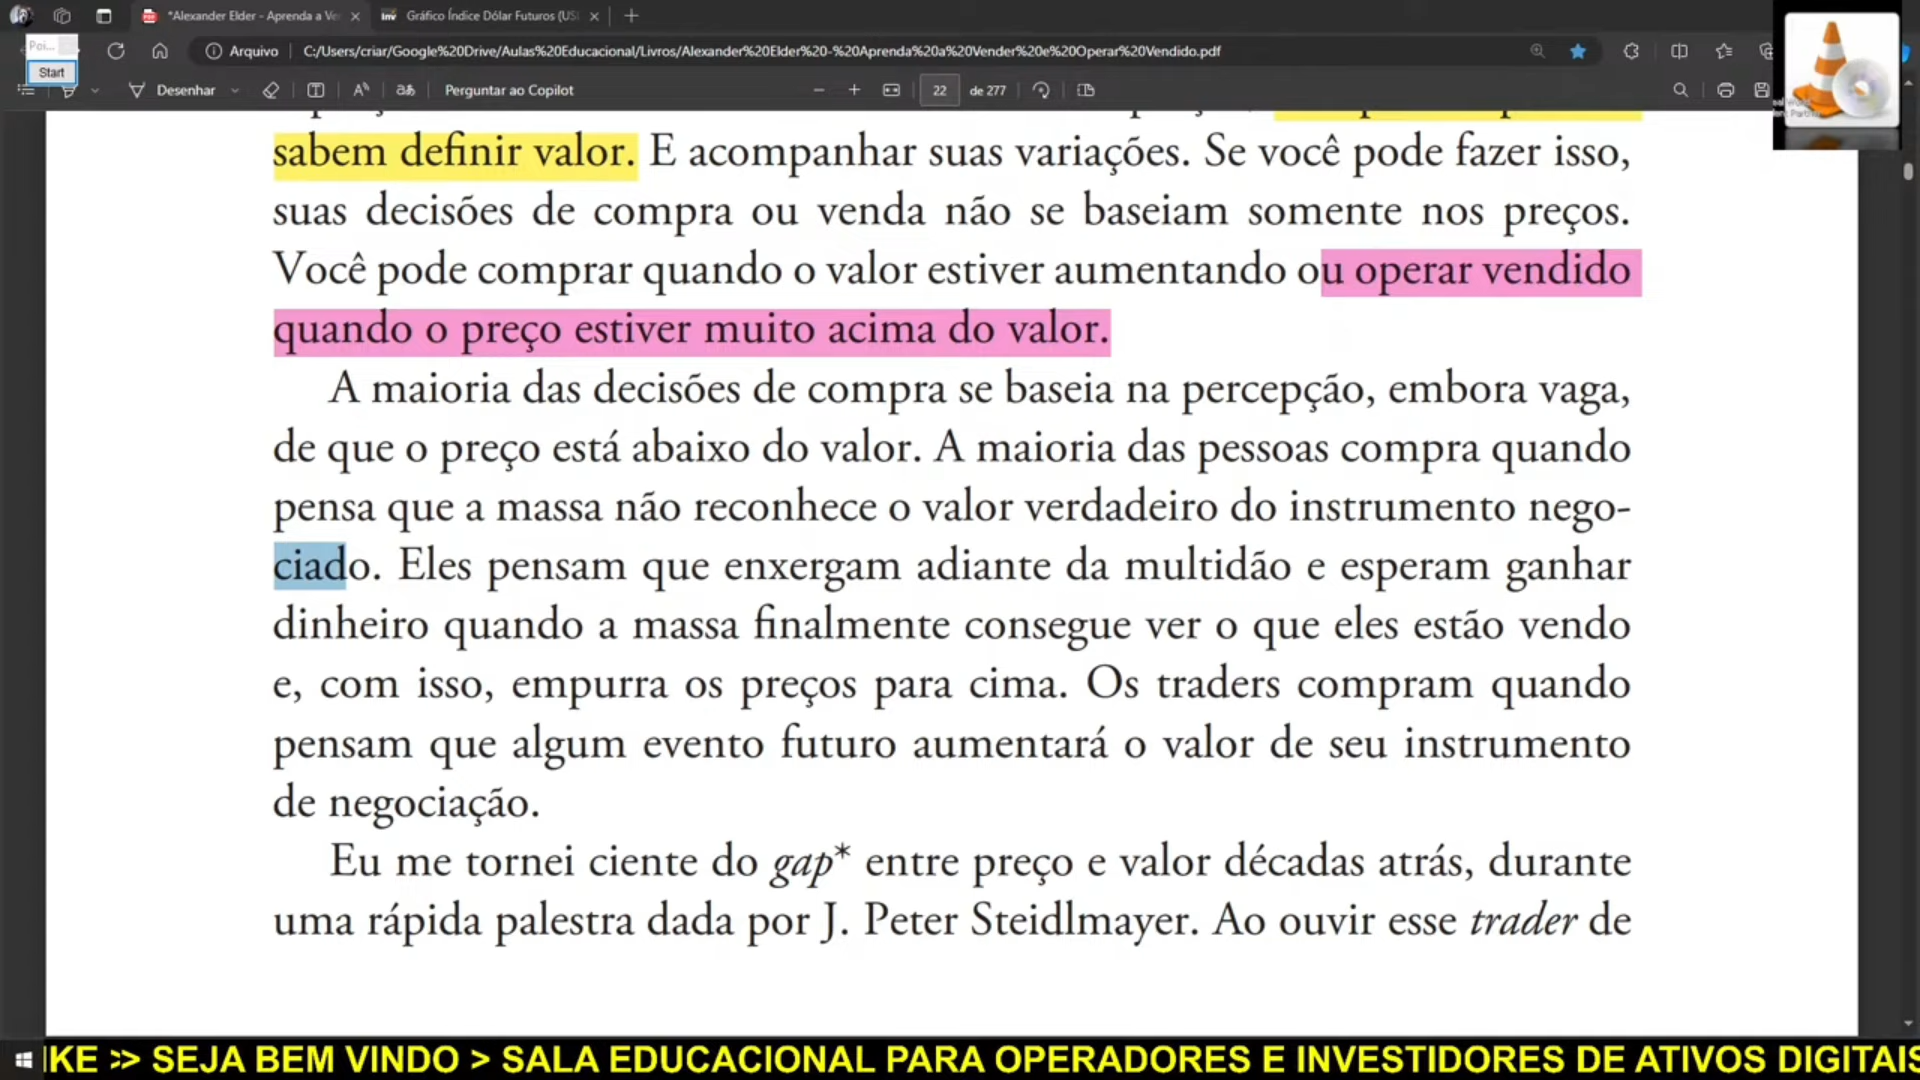 *Alexander Elder - Aprenda a Ve
Gráfico Índice Dólar Futuros (US
Start
Arquivo
C:/Users/criar/Google%20Drive/Aulas%20Educacional/Livros/Alexander%20Elder%20-%20Aprenda%20a%20Vender%20e%20Operar%20Vendido.pdf
Desenhar
Perguntar ao Copilot
22
de 277
sabem definir valor. E acompanhar suas variações. Se você pode fazer isso,
suas decisões de compra ou venda não se baseiam somente nos preços.
Você pode comprar quando o valor estiver aumentando ou operar vendido
quando o preço estiver muito acima do valor.
A maioria das decisões de compra se baseia na percepção, embora vaga,
de que o preço está abaixo do valor. A maioria das pessoas compra quando
pensa que a massa não reconhece o valor verdadeiro do instrumento nego-
ciado. Eles pensam que enxergam adiante da multidão e esperam ganhar
dinheiro quando a massa finalmente consegue ver o que eles estão vendo
e, com isso, empurra os preços para cima. Os traders compram quando
pensam que algum evento futuro aumentará o valor de seu instrumento
de negociação.
Eu me tornei ciente do gap* entre preço e valor décadas atrás, durante
uma rápida palestra dada por J. Peter Steidlmayer. Ao ouvir esse trader de
IKE >> SEJA BEM VINDO > SALA EDUCACIONAL PARA OPERADORES E INVESTIDORES DE ATIVOS DIGITAIS